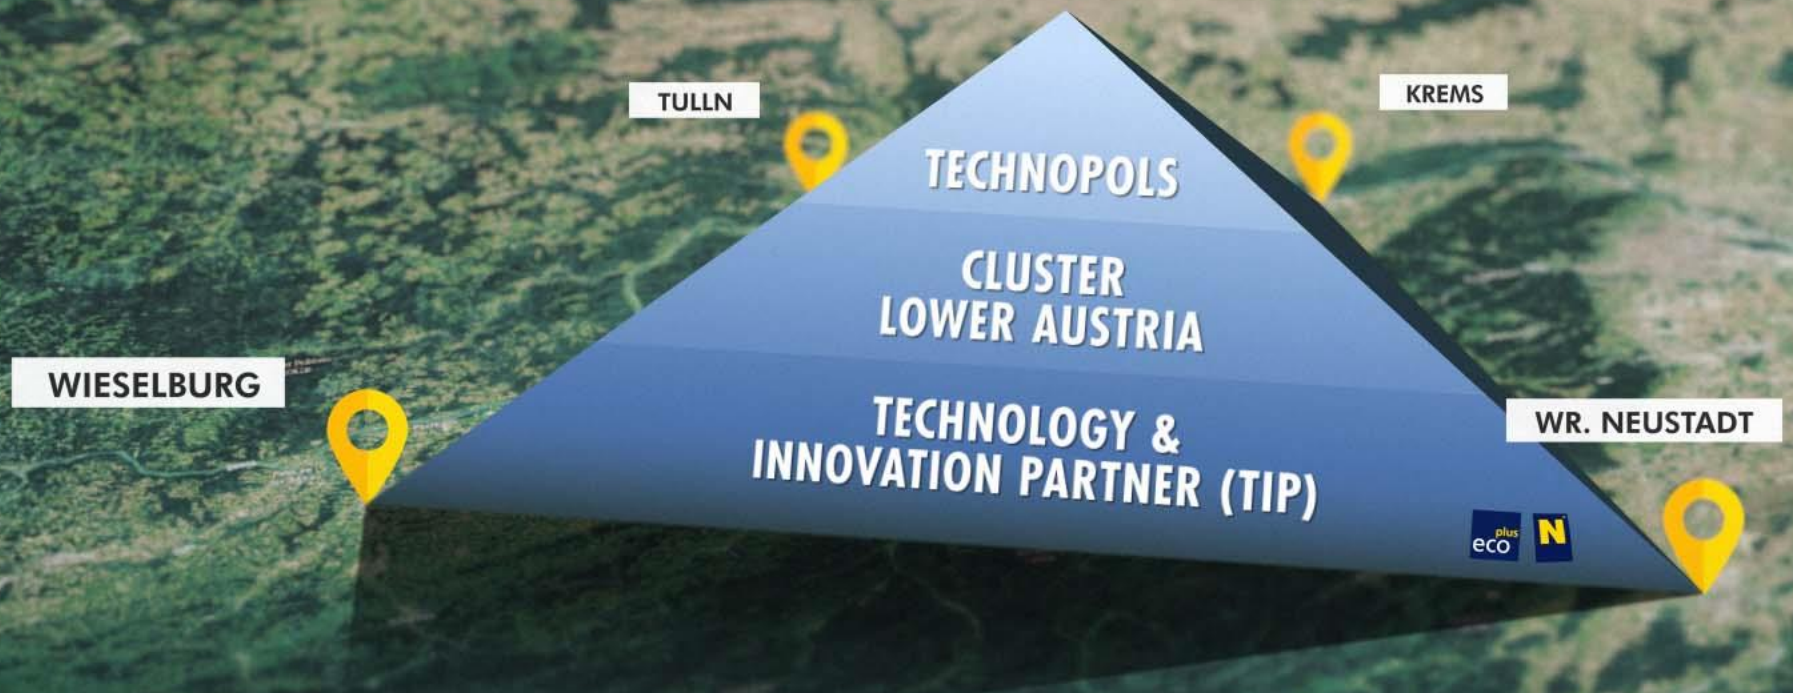 TULLN
KREMS
TECHNOPOLS
CLUSTER
LOWER AUSTRIA
WIESELBURG
TECHNOLOGY &
INNOVATION PARTNER (TIP)
WR. NEUSTADT
eco plus
N